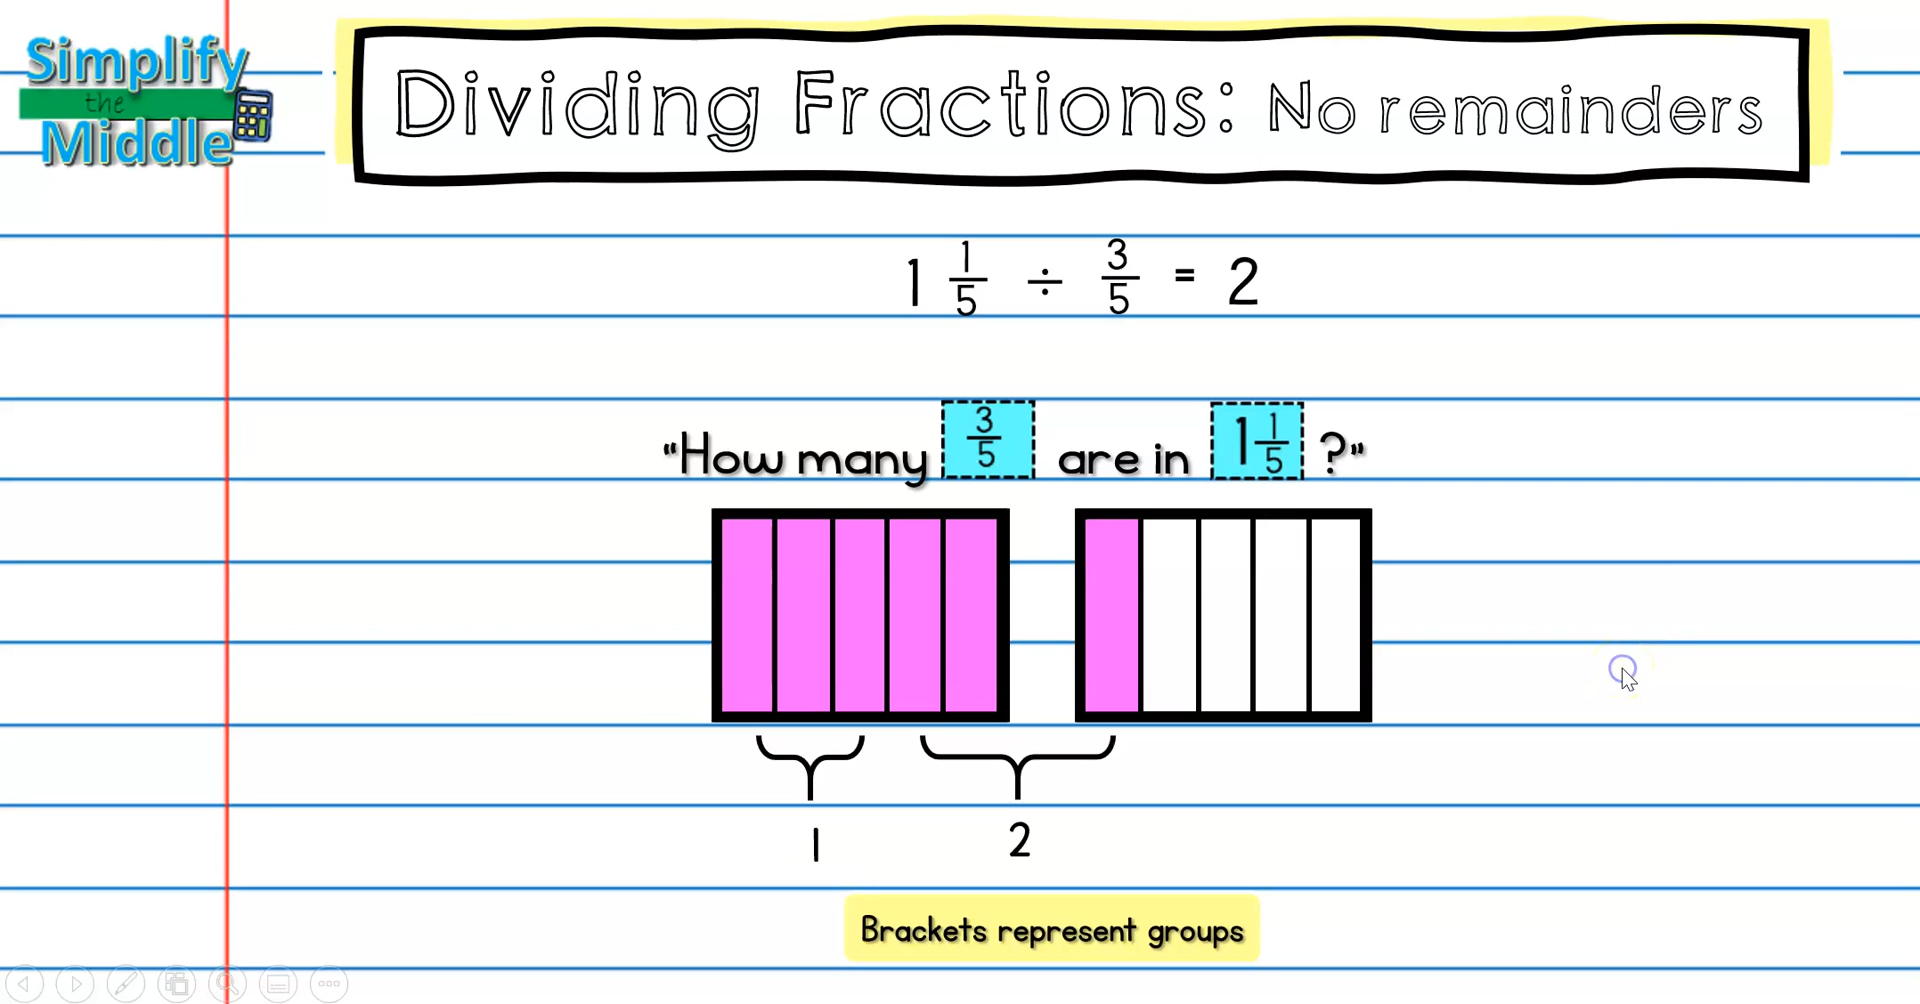 Simplify
the
Middle
Dividing Fractions: No remainders
1 1/5 ÷ 3/5 = 2
"How many 3/5 are in 1 1/5 ?"
1 2
Brackets represent groups